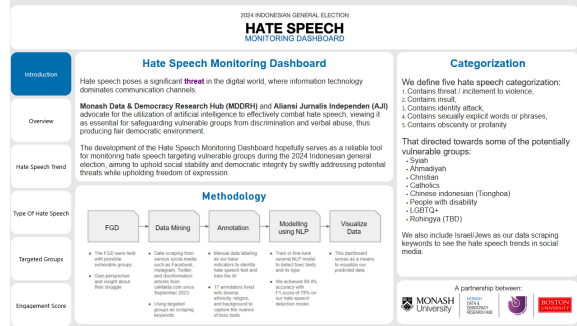 2024 INDONESIAN GENERAL ELECTION
HATE SPEECH
MONITORING DASHBOARD
Introduction
Overview
Hate Speech Trend
Type Of Hate Speech
Targeted Groups
Engagement Score
Hate Speech Monitoring Dashboard
Hate speech poses a significant threat in the digital world, where information technology
dominates communication channels.
Monash Data & Democracy Research Hub (MDDRH) and Aliansi Jurnalis Independen (AJI)
advocate for the utilization of artificial intelligence to effectively combat hate speech, viewing it
as essential for safeguarding vulnerable groups from discrimination and verbal abuse, thus
producing fair democratic environment.
The development of the Hate Speech Monitoring Dashboard hopefully serves as a reliable tool
for monitoring hate speech targeting vulnerable groups during the 2024 Indonesian general
election, aiming to uphold social stability and democratic integrity by swiftly addressing potential
threats while upholding freedom of expression.
Methodology
FGD
Data Mining
Annotation
Modelling
using NLP
Visualize
Data
The FGD were held
with possible
vulnerable groups
Gain perspective
and insight about
their struggle
Data scraping from
various social media
such as Facebook,
Instagram, Twitter,
and disinformation
articles from
cekfakta.com since
September 2023
Using targeted
groups as scraping
keywords
Manual data labeling as
our base
indicators to identify
hate speech text and
train the AI
17 annotators hired
with diverse
ethnicity, religion,
and background to
capture the nuance
of toxic texts
Train or fine-tune
several NLP model
to detect toxic texts
and its type
We achieved
accuracy with
F1 score of 78% on
our hate speech
detection model
This dashboard
serves as a means
to visualize our
predicted data
Categorization
We define five hate speech categorization:
1. Contains threat / incitement to violence,
2. Contains insult,
3. Contains identity attack,
4. Contains sexually explicit words or phrases,
5. Contains obscenity or profanity
That directed towards some of the potentially
vulnerable groups:
• Syiah
• Ahmadiyah
• Christian
• Catholics
• Chinese indonesian (Tionghoa)
• People with disability
• LGBTQ+
• Rohingya (TBD)
We also include Israel/Jews as our data scraping
keywords to see the hate speech trends in social
media.
A partnership between:
MONASH
University
MONASH
DATA &
DEMOCRACY
RESEARCH HUB
BOSTON
UNIVERSITY